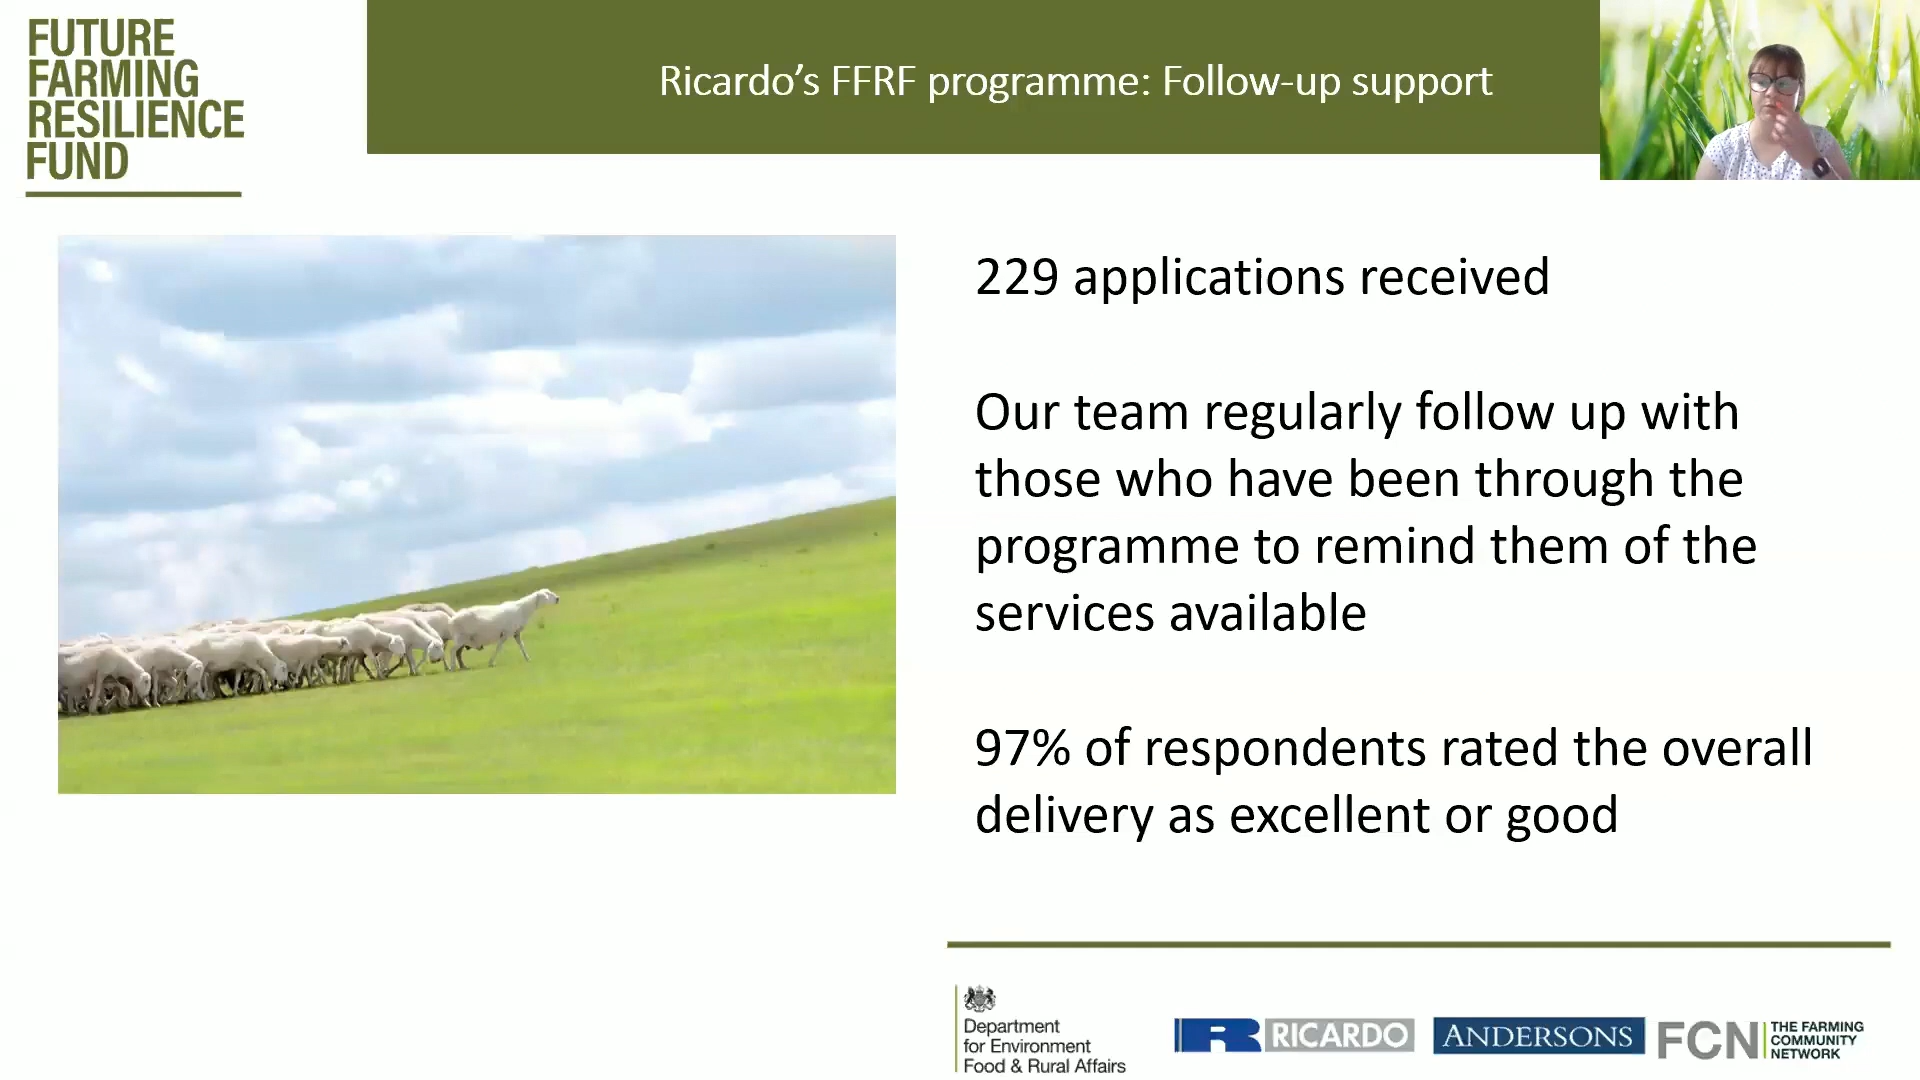 FUTURE
FARMING
RESILIENCE
FUND
Ricardo’s FFRF programme: Follow-up support
229 applications received
Our team regularly follow up with
those who have been through the
programme to remind them of the
services available
97% of respondents rated the overall
delivery as excellent or good
Department
for Environment
Food & Rural Affairs
RICARDO
ANDERSONS
FCN
THE FARMING
COMMUNITY
NETWORK